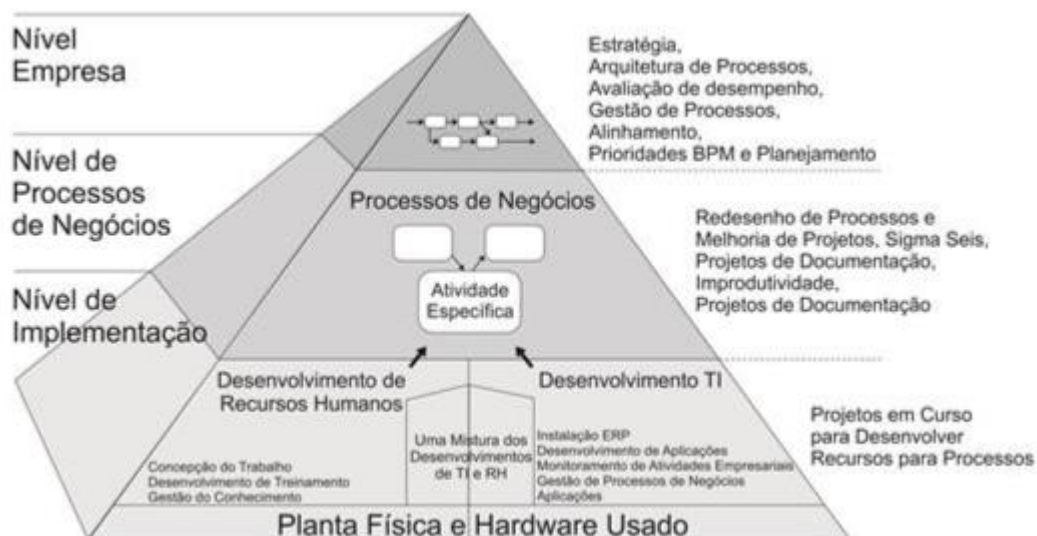 Nível
Empresa
Estratégia,
Arquitetura de Processos,
Avaliação de desempenho,
Gestão de Processos,
Alinhamento,
Prioridades BPM e Planejamento
Nível de
Processos
de Negócios
Processos de Negócios
Atividade
Específica
Redesenho de Processos e
Melhoria de Projetos, Sigma Seis,
Projetos de Documentação,
Improdutividade,
Projetos de Documentação
Nível de
Implementação
Desenvolvimento de
Recursos Humanos
Desenvolvimento TI
Concepção do Trabalho
Desenvolvimento de Treinamento
Gestão do Conhecimento
Uma Mistura dos
Desenvolvimentos
de TI e RH
Instalação ERP
Desenvolvimento de Aplicações
Monitoramento de Atividades Empresariais
Gestão de Processos de Negócios
Aplicações
Projetos em Curso
para Desenvolver
Recursos para Processos
Planta Física e Hardware Usado